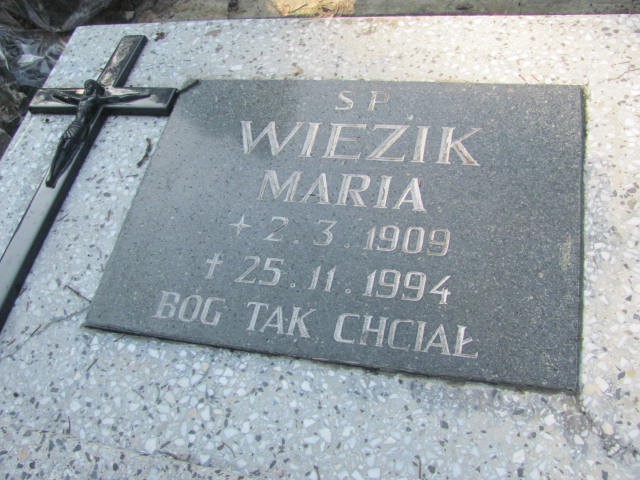 S P.
WIEZIK
MARIA
+ 2.3.1909
† 25.11.1994
BÓG TAK CHCIAŁ